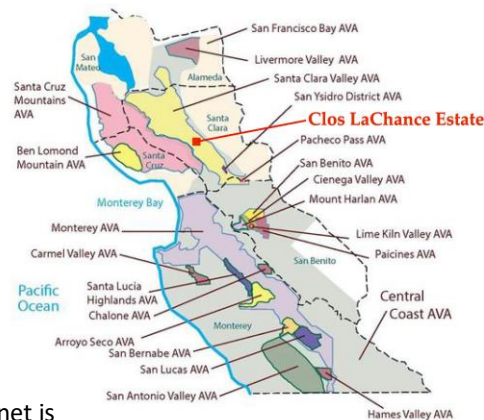 San Francisco Bay AVA
Livermore Valley AVA
San
Mateo
Alameda
Santa Clara Valley AVA
San Ysidro District AVA
Santa Cruz
Mountains
AVA
Santa
Clara
Clos LaChance Estate
Pacheco Pass AVA
Ben Lomond
Mountain AVA
Santa
Cruz
San Benito AVA
Cienega Valley AVA
Mount Harlan AVA
Monterey Bay
Monterey AVA
Lime Kiln Valley AVA
Paicines AVA
Carmel Valley AVA
San Benito
Santa Lucia
Highlands AVA
Pacific
Ocean
Chalone AVA
Central
Coast AVA
Monterey
Arroyo Seco AVA
San Bernabe AVA
San Lucas AVA
San Antonio Valley AVA
Hames Valley AVA
net is